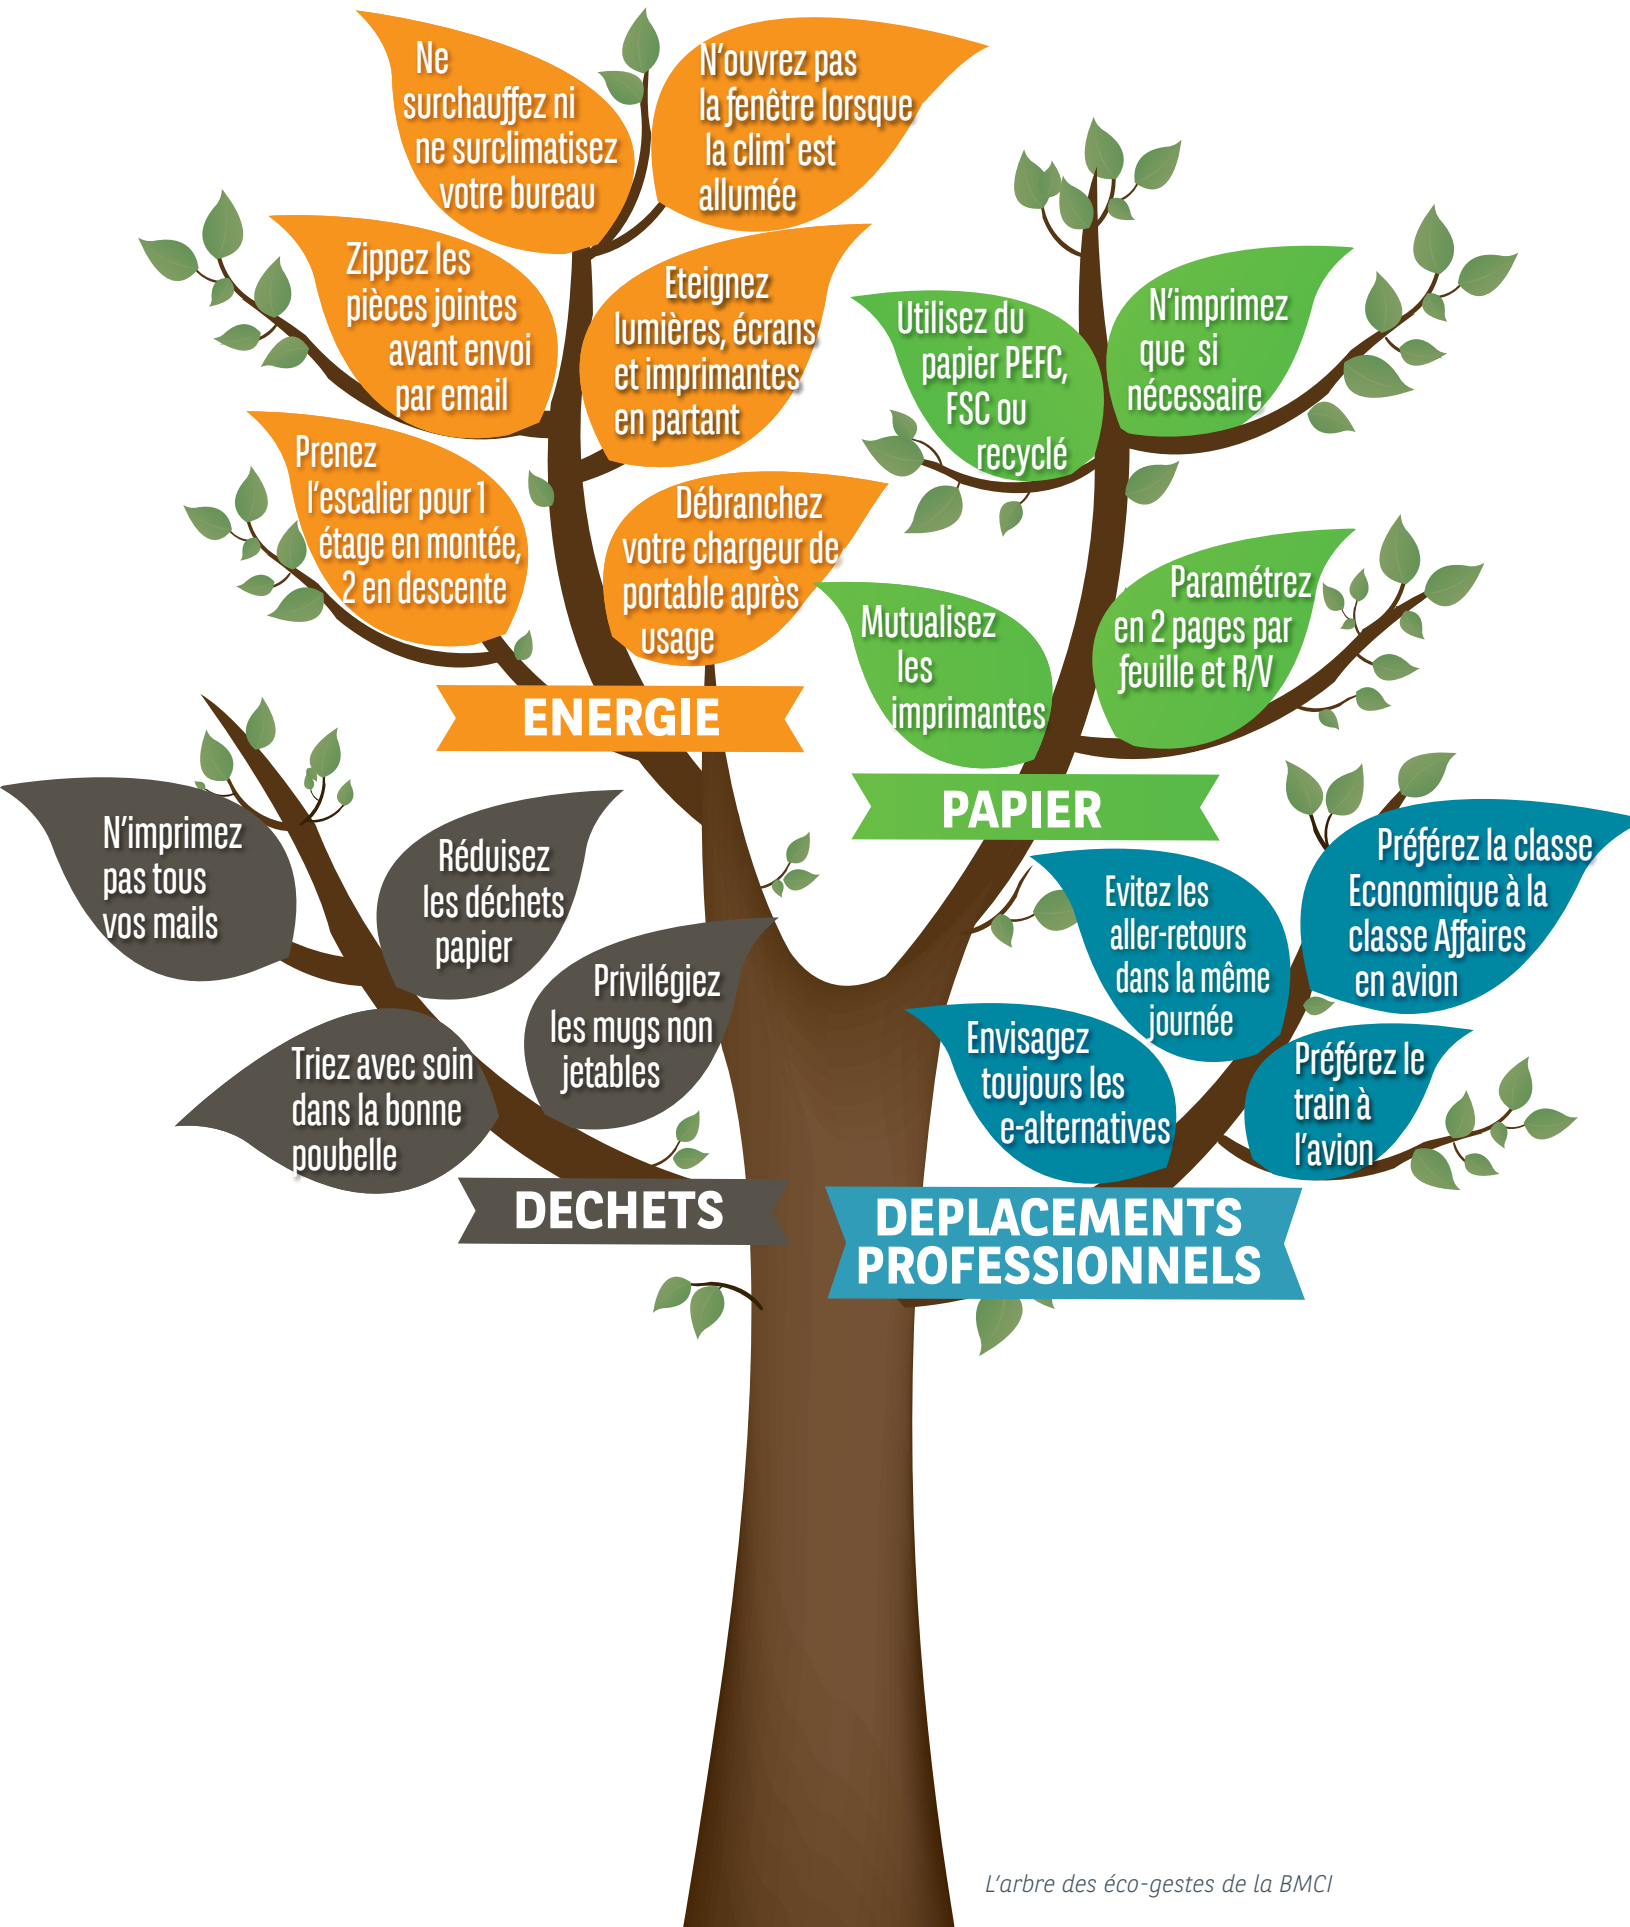 Ne
surchauffez ni
ne surclimatisez
votre bureau
N'ouvrez pas
la fenêtre lorsque
la clim' est
allumée
Zippez les
pièces jointes
avant envoi
par email
Eteignez
lumières, écrans
et imprimantes
en partant
Prenez
l'escalier pour 1
étage en montée,
2 en descente
Débranchez
votre chargeur de
portable après
usage
ENERGIE
Utilisez du
papier PEFC,
FSC ou
recyclé
N'imprimez
que si
nécessaire
Mutualisez
les
imprimantes
Paramétrez
en 2 pages par
feuille et R/V
PAPIER
N'imprimez
pas tous
vos mails
Réduisez
les déchets
papier
Privilégiez
les mugs non
jetables
Triez avec soin
dans la bonne
poubelle
DECHETS
Evitez les
aller-retours
dans la même
journée
Préférez la classe
Economique à la
classe Affaires
en avion
Envisagez
toujours les
e-alternatives
Préférez le
train à
l'avion
DEPLACEMENTS
PROFESSIONNELS
L'arbre des éco-gestes de la BMCI